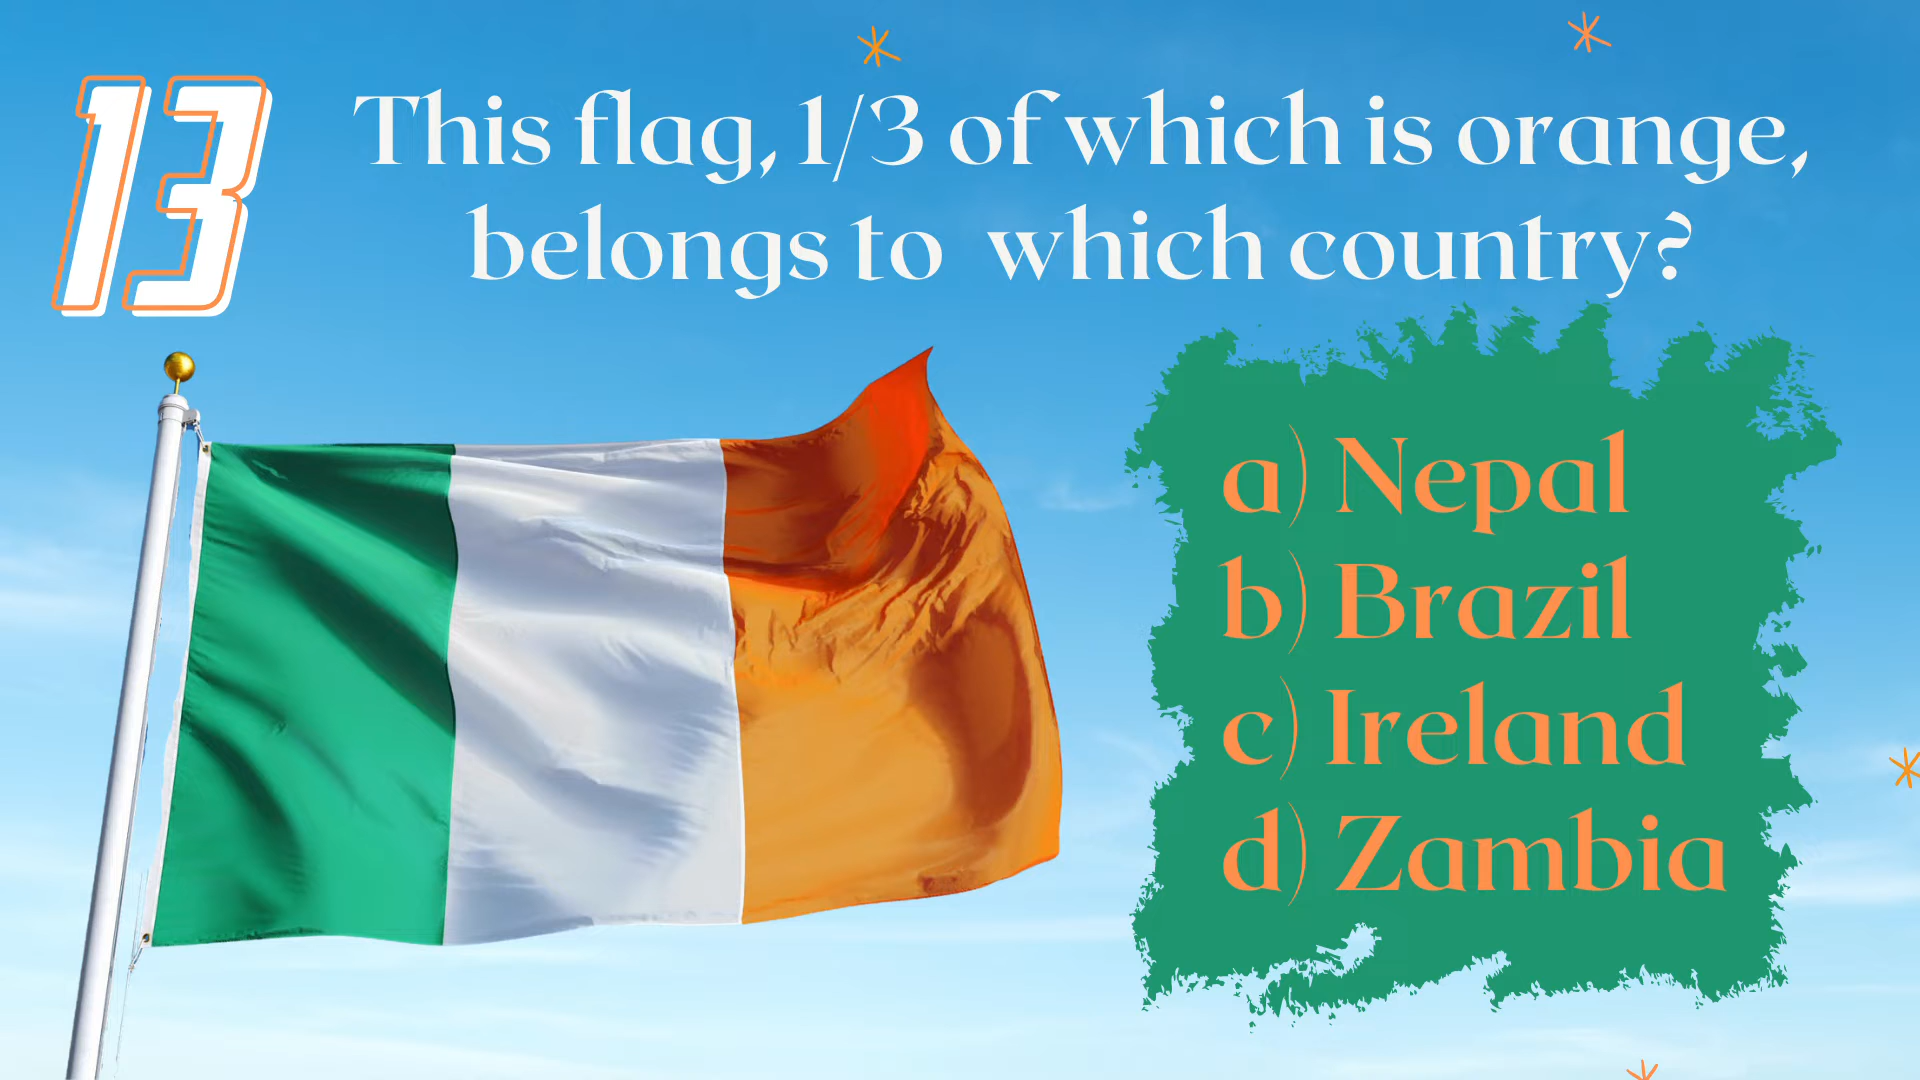 13
This flag, 1/3 of which is orange,
belongs to which country?
a) Nepal
b) Brazil
c) Ireland
d) Zambia